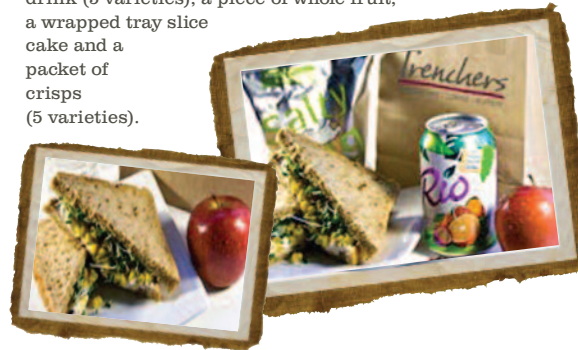 drink (5 varieties), a piece of whole fruit,
a wrapped tray slice
cake and a
packet of
crisps
(5 varieties).
Trenchers
Rio